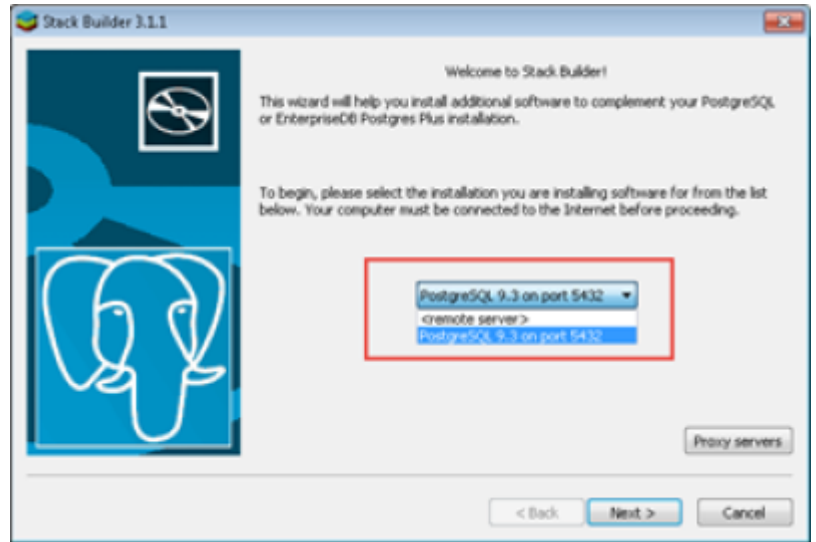 Stack Builder 3.1.1
Welcome to Stack Builder!
This wizard will help you install additional software to complement your PostgreSQL
or EnterpriseDB Postgres Plus installation.
To begin, please select the installation you are installing software for from the list
below. Your computer must be connected to the Internet before proceeding.
PostgreSQL 9.3 on port 5432
<remote server>
PostgreSQL 9.3 on port 5432
Proxy servers
< Back
Next >
Cancel